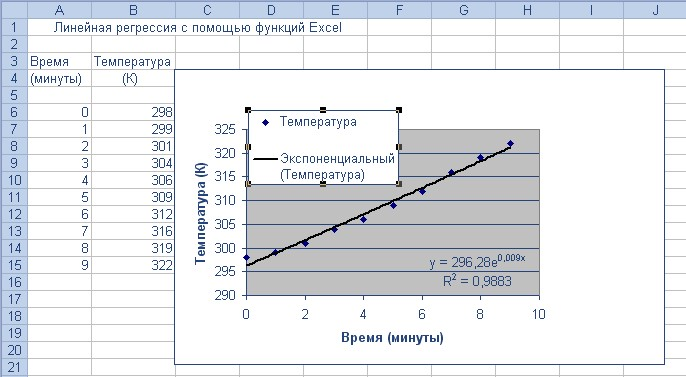 A B C D E F G H I J
1 Линейная регрессия с помощью функций Excel
2
3 Время Температура
4 (минуты) (К)
5
6 0 298
7 1 299
8 2 301
9 3 304
10 4 306
11 5 309
12 6 312
13 7 316
14 8 319
15 9 322
16
17
18
19
20
21
Температура
Экспоненциальный
(Температура)
325
320
315
310
305
300
295
290
Температура (К)
y = 296,28e^0,009x
R² = 0,9883
0 2 4 6 8 10
Время (минуты)